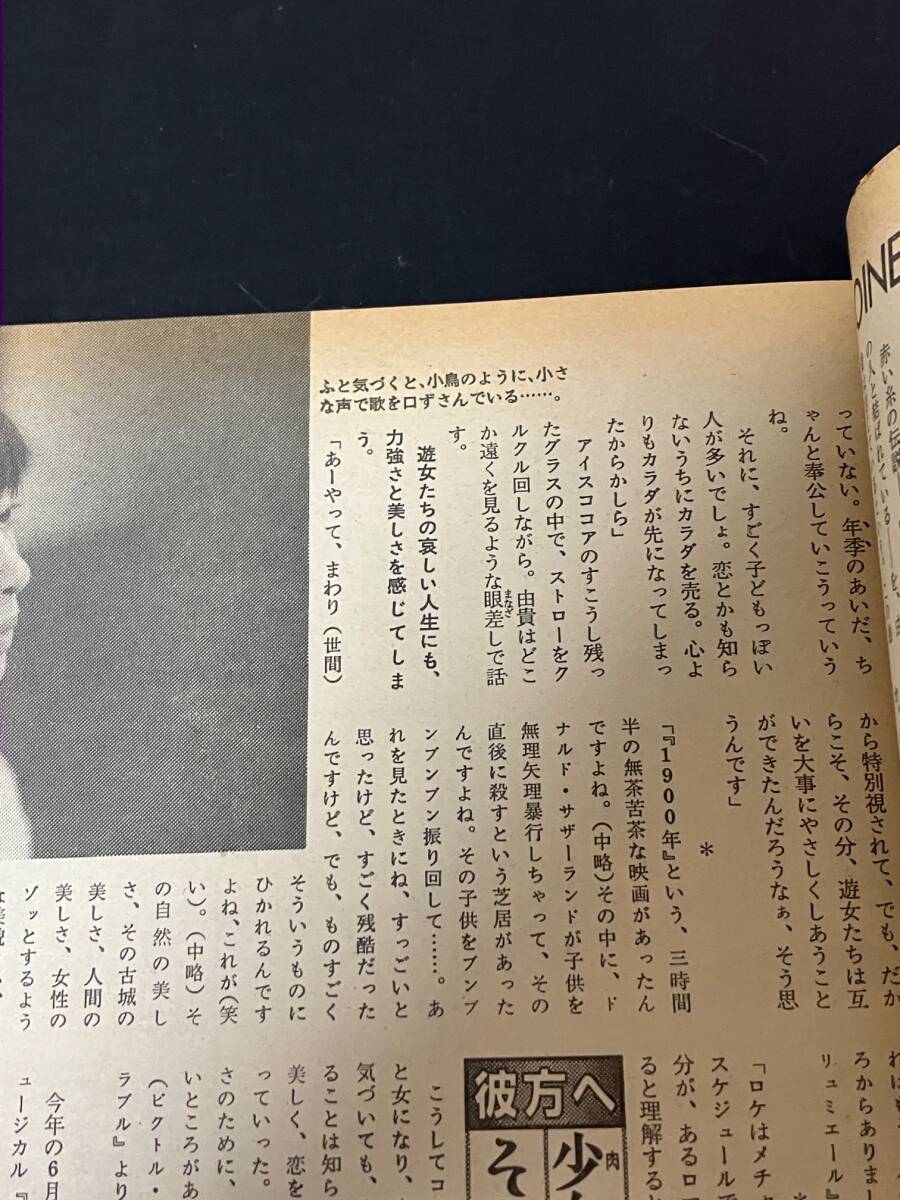 DINE
赤い糸の伝説
の人と結ばれている
ふと気づくと、小鳥のように、小さ
な声で歌を口ずさんでいる……。
っていない。年季のあいだ、ち
ゃんと奉公していこうっていう
ね。
それに、すごく子どもっぽい
人が多いでしょ。恋とかも知ら
ないうちにカラダを売る。心よ
りもカラダが先になってしまっ
たからかしら」
アイスココアのすこうし残っ
たグラスの中で、ストローをク
ルクル回しながら。由貴はどこ
か遠くを見るような眼差しで話
まなざ
す。
遊女たちの哀しい人生にも、
力強さと美しさを感じてしま
う。
「あーやって、まわり(世間)
から特別視されて、でも、だか
らこそ、その分、遊女たちは互
いを大事にやさしくしあうこと
ができたんだろうなぁ、そう思
うんです」
*
『『1900年』という、三時間
半の無茶苦茶な映画があったん
ですよね。(中略)その中に、ド
ナルド・サザーランドが子供を
無理矢理暴行しちゃって、その
直後に殺すという芝居があった
んですよね。その子供をブンブ
ンブンブン振り回して……。あ
れを見たときにね、すっごいと
思ったけど、すごく残酷だった
んですけど、でも、ものすごく
そういうものに
ひかれるんです
よね、これが(笑
い)。(中略)そ
の自然の美し
さ、その古城の
美しさ、人間の
美しさ、女性の
ゾッとするよう
ろからありま
リュミエール』
*
「ロケはメチ
スケジュールで
分が、あるロ
ると理解すると
彼方へ
少
肉
そ
こうしてコ
と女になり、
気づいても、
ることは知ら
美しく、恋を
っていった。
さのために、
いところがあ
(ビクトル・
ラブル』より
今年の6月
ュージカル『